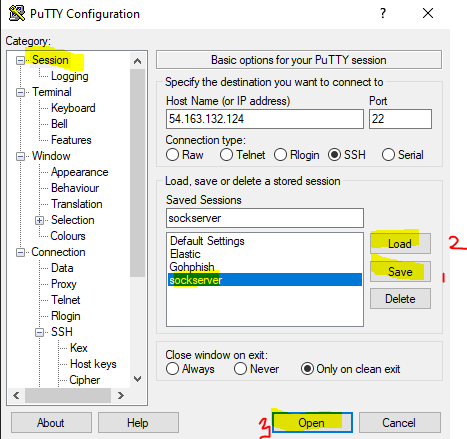 PuTTY Configuration
Category:
Session
Logging
Terminal
Keyboard
Bell
Features
Window
Appearance
Behaviour
Translation
Selection
Colours
Connection
Data
Proxy
Telnet
Rlogin
SSH
Kex
Host keys
Cipher
Basic options for your PuTTY session
Specify the destination you want to connect to
Host Name (or IP address) Port
54.163.132.124 22
Connection type:
Raw Telnet Rlogin SSH Serial
Load, save or delete a stored session
Saved Sessions
sockserver
Default Settings
Elastic
Gohphish
sockserver
Load 2
Save 1
Delete
Close window on exit:
Always Never Only on clean exit
About Help 3 Open Cancel